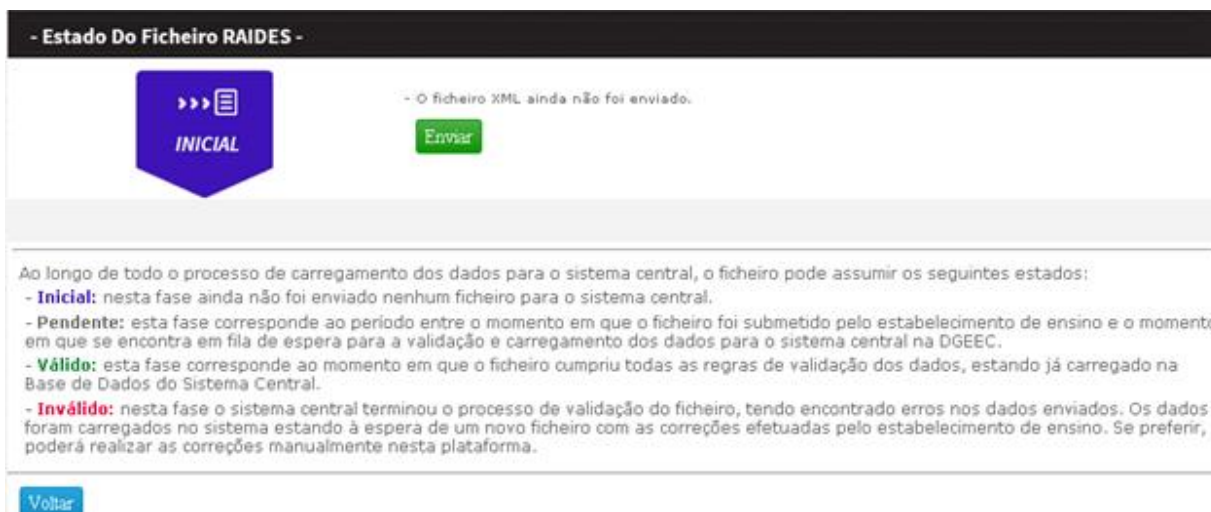 - Estado Do Ficheiro RAIDES -
INICIAL
- O ficheiro XML ainda não foi enviado.
Enviar
Ao longo de todo o processo de carregamento dos dados para o sistema central, o ficheiro pode assumir os seguintes estados:
- Inicial: nesta fase ainda não foi enviado nenhum ficheiro para o sistema central.
- Pendente: esta fase corresponde ao período entre o momento em que o ficheiro foi submetido pelo estabelecimento de ensino e o momento
em que se encontra em fila de espera para a validação e carregamento dos dados para o sistema central na DGEEC.
- Válido: esta fase corresponde ao momento em que o ficheiro cumpriu todas as regras de validação dos dados, estando já carregado na
Base de Dados do Sistema Central.
- Inválido: nesta fase o sistema central terminou o processo de validação do ficheiro, tendo encontrado erros nos dados enviados. Os dados
foram carregados no sistema estando à espera de um novo ficheiro com as correções efetuadas pelo estabelecimento de ensino. Se preferir,
poderá realizar as correções manualmente nesta plataforma.
Voltar